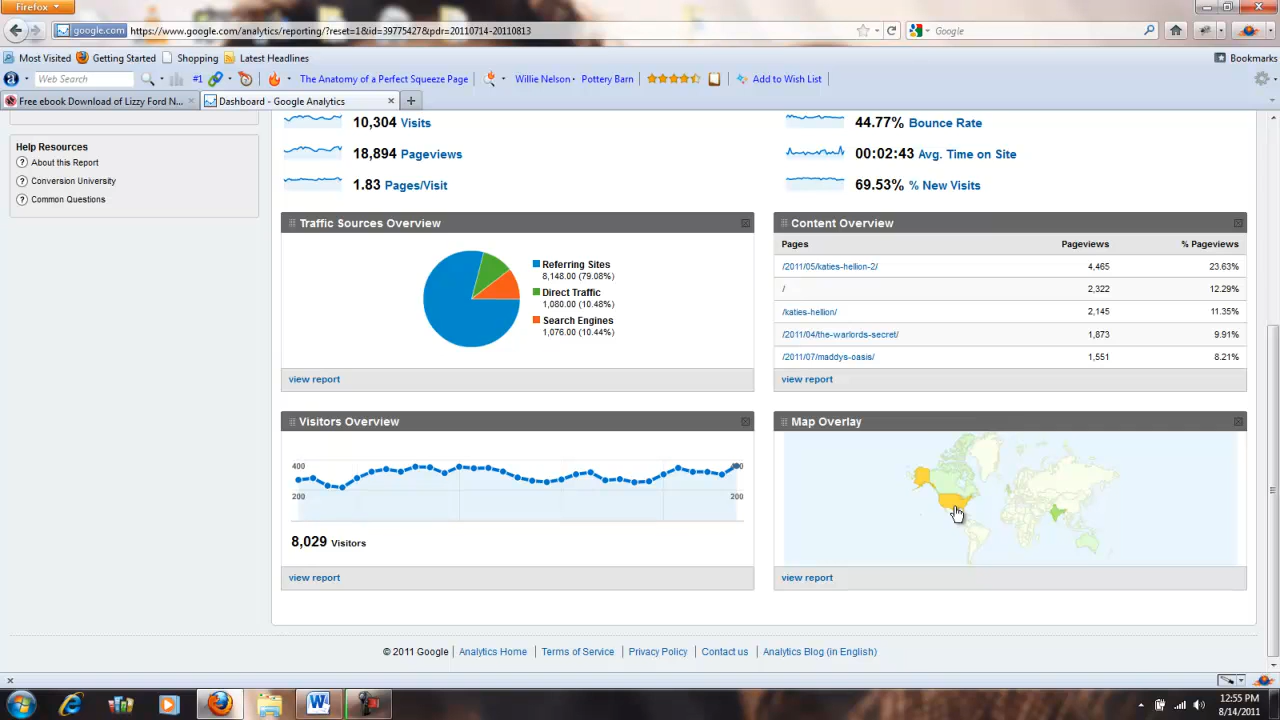 Firefox
google.com https://www.google.com/analytics/reporting/?reset=1&id=39775427&pdr=20110714-20110813
Google
Most Visited Getting Started Shopping Latest Headlines
Bookmarks
Web Search #1 The Anatomy of a Perfect Squeeze Page Willie Nelson Pottery Barn Add to Wish List
Free ebook Download of Lizzy Ford N...
Dashboard - Google Analytics
Help Resources
About this Report
Conversion University
Common Questions
10,304 Visits
18,894 Pageviews
1.83 Pages/Visit
44.77% Bounce Rate
00:02:43 Avg. Time on Site
69.53% % New Visits
Traffic Sources Overview
Referring Sites
8,148.00 (79.08%)
Direct Traffic
1,080.00 (10.48%)
Search Engines
1,076.00 (10.44%)
view report
Content Overview
Pages Pageviews % Pageviews
/2011/05/katies-hellion-2/ 4,465 23.63%
/ 2,322 12.29%
/katies-hellion/ 2,145 11.35%
/2011/04/the-warlords-secret/ 1,873 9.91%
/2011/07/maddys-oasis/ 1,551 8.21%
view report
Visitors Overview
400
200
200
8,029 Visitors
view report
Map Overlay
view report
© 2011 Google Analytics Home Terms of Service Privacy Policy Contact us Analytics Blog (in English)
12:55 PM
8/14/2011